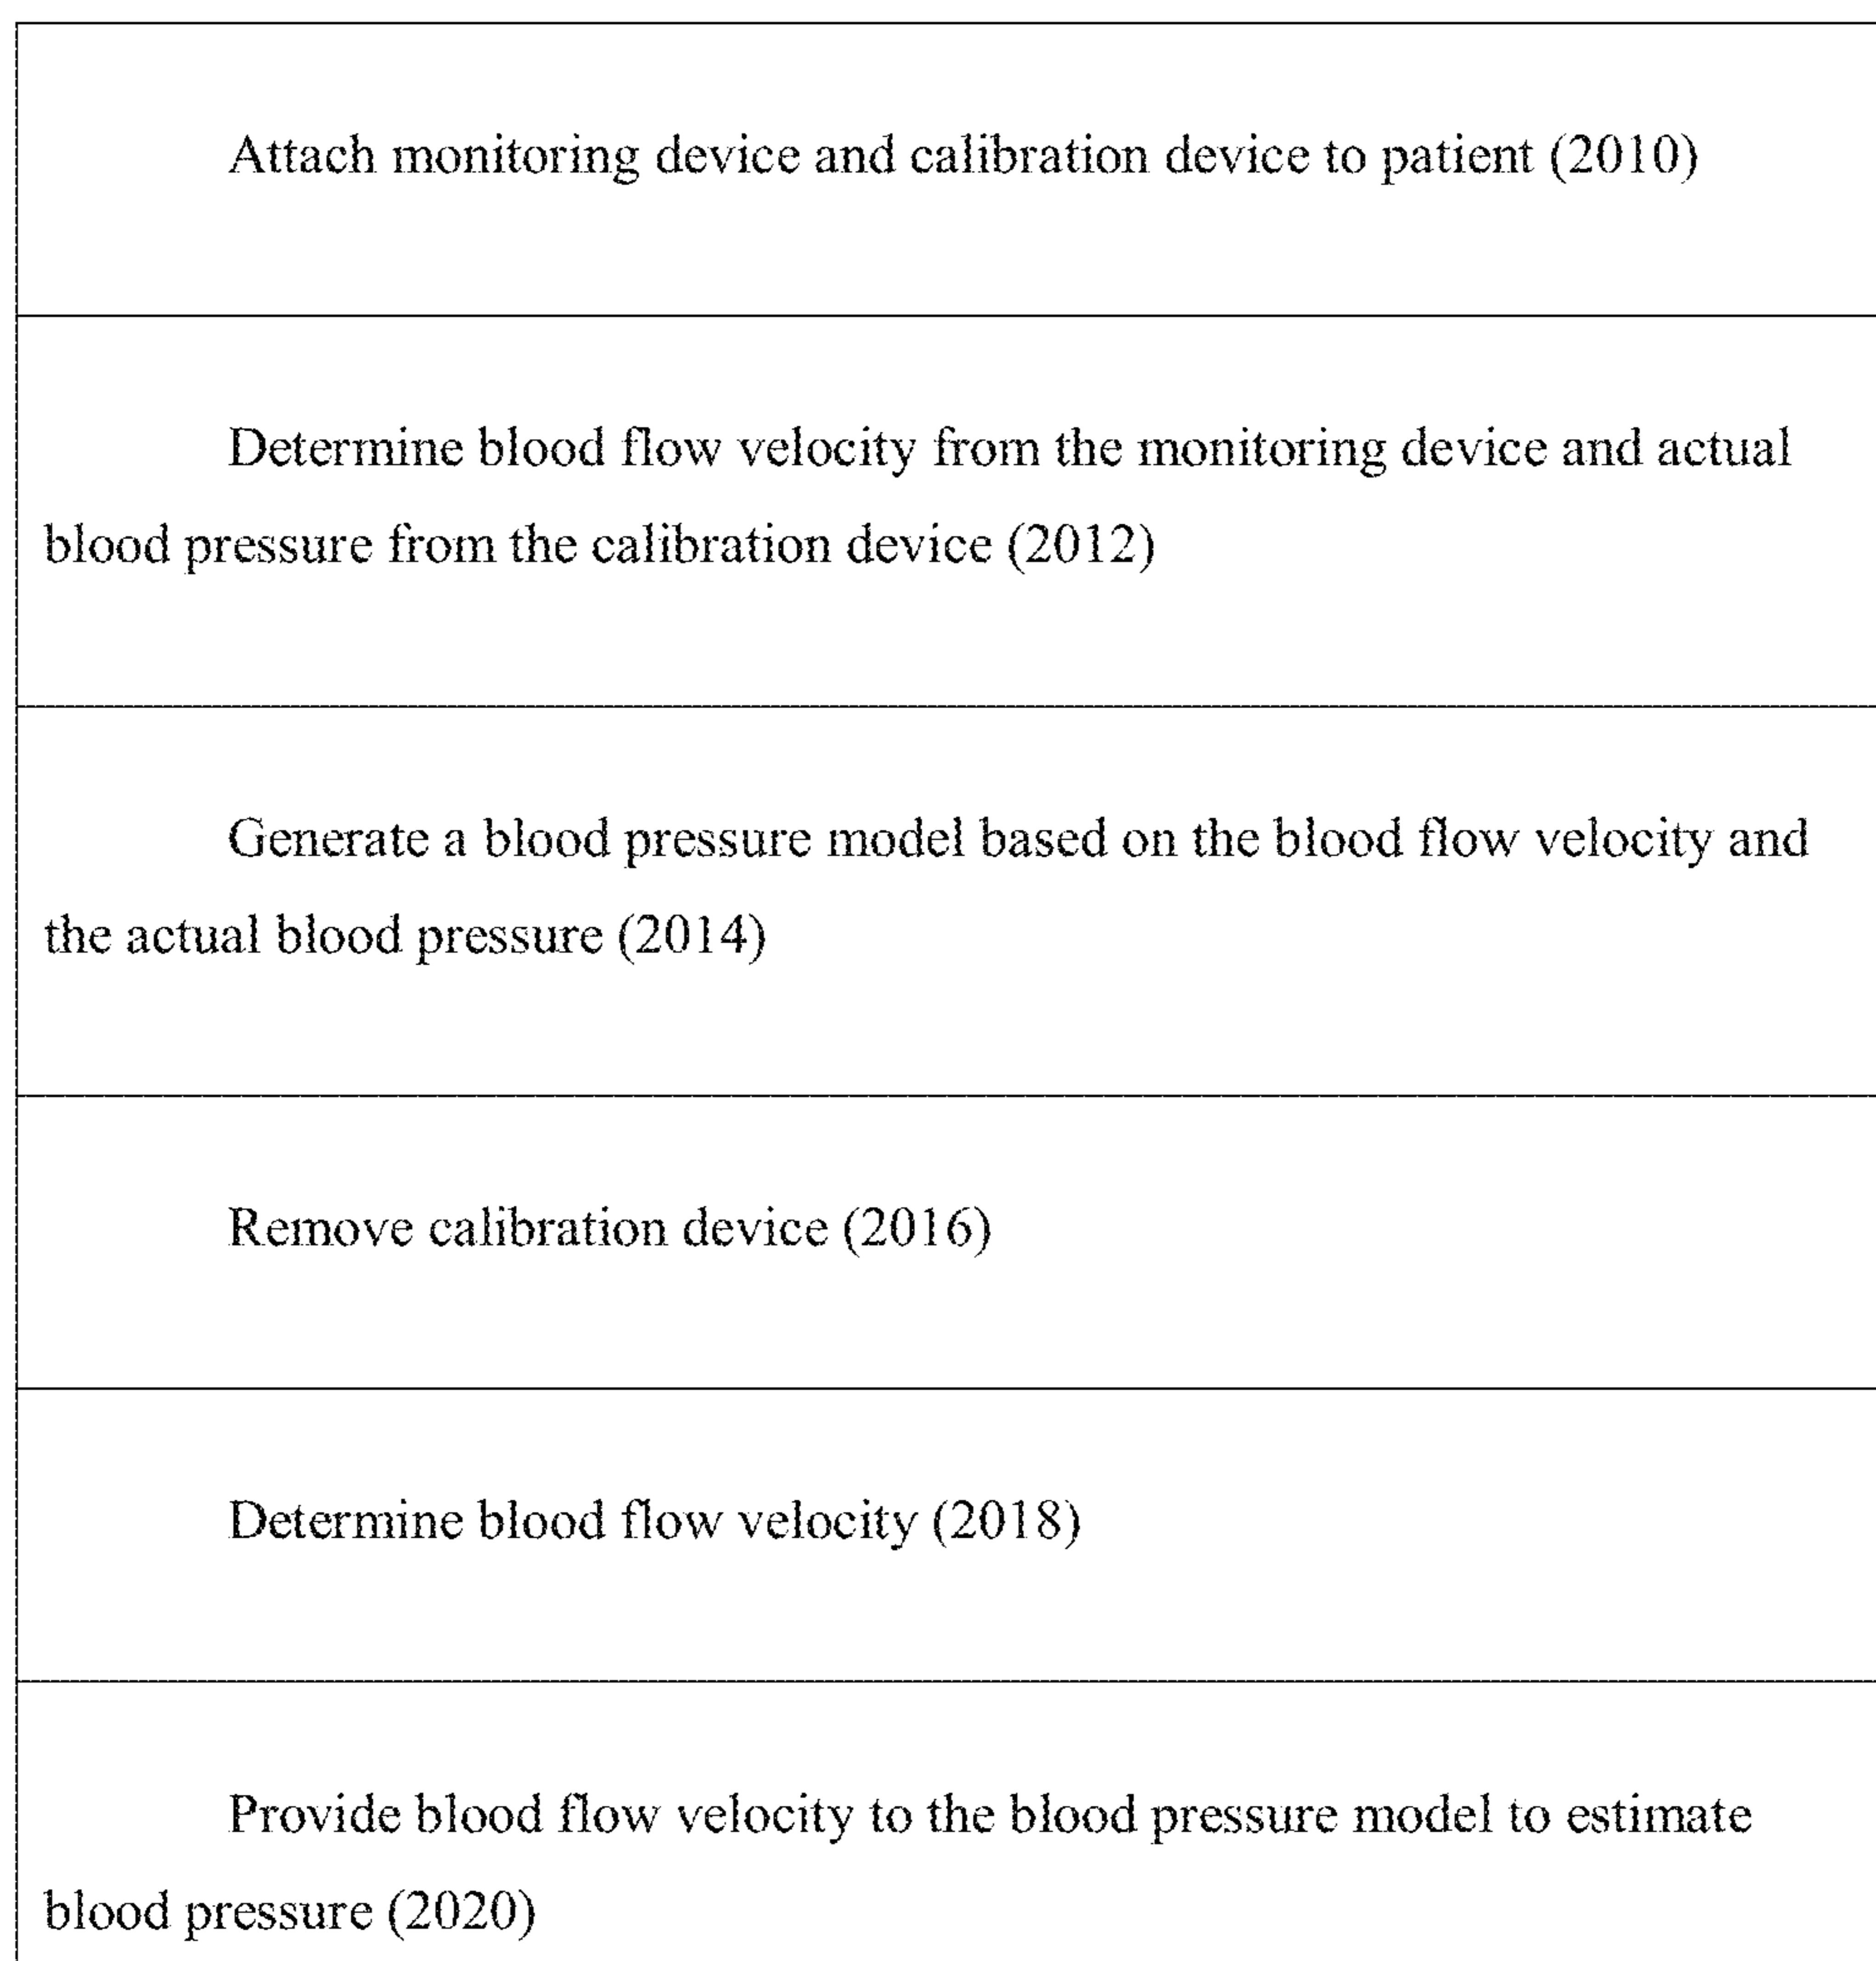 Attach monitoring device and calibration device to patient (2010)
Determine blood flow velocity from the monitoring device and actual
blood pressure from the calibration device (2012)
Generate a blood pressure model based on the blood flow velocity and
the actual blood pressure (2014)
Remove calibration device (2016)
Determine blood flow velocity (2018)
Provide blood flow velocity to the blood pressure model to estimate
blood pressure (2020)